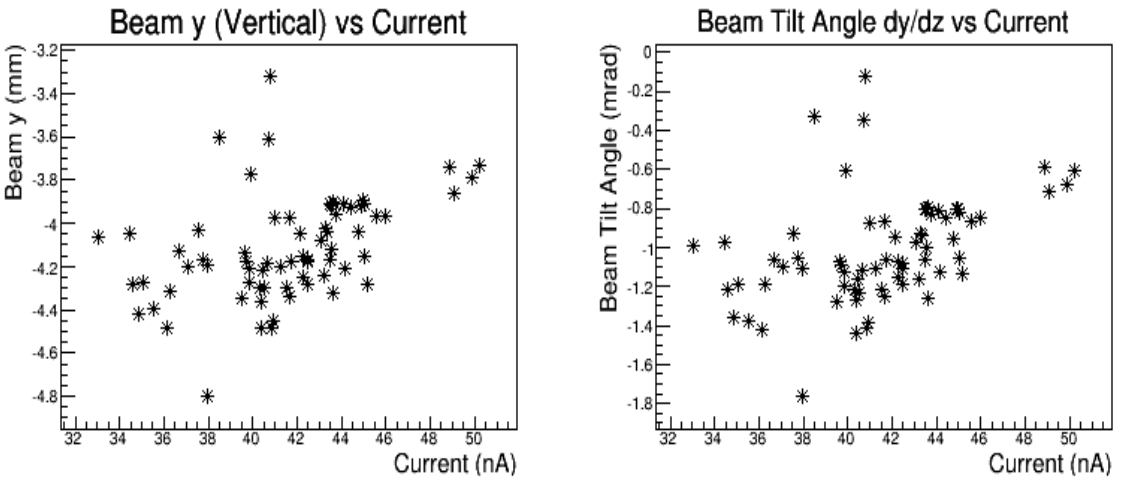 Beam y (Vertical) vs Current
Beam y (mm)
-3.2
-3.4
-3.6
-3.8
-4
-4.2
-4.4
-4.6
-4.8
32 34 36 38 40 42 44 46 48 50
Current (nA)
Beam Tilt Angle dy/dz vs Current
Beam Tilt Angle (mrad)
0
-0.2
-0.4
-0.6
-0.8
-1
-1.2
-1.4
-1.6
-1.8
32 34 36 38 40 42 44 46 48 50
Current (nA)